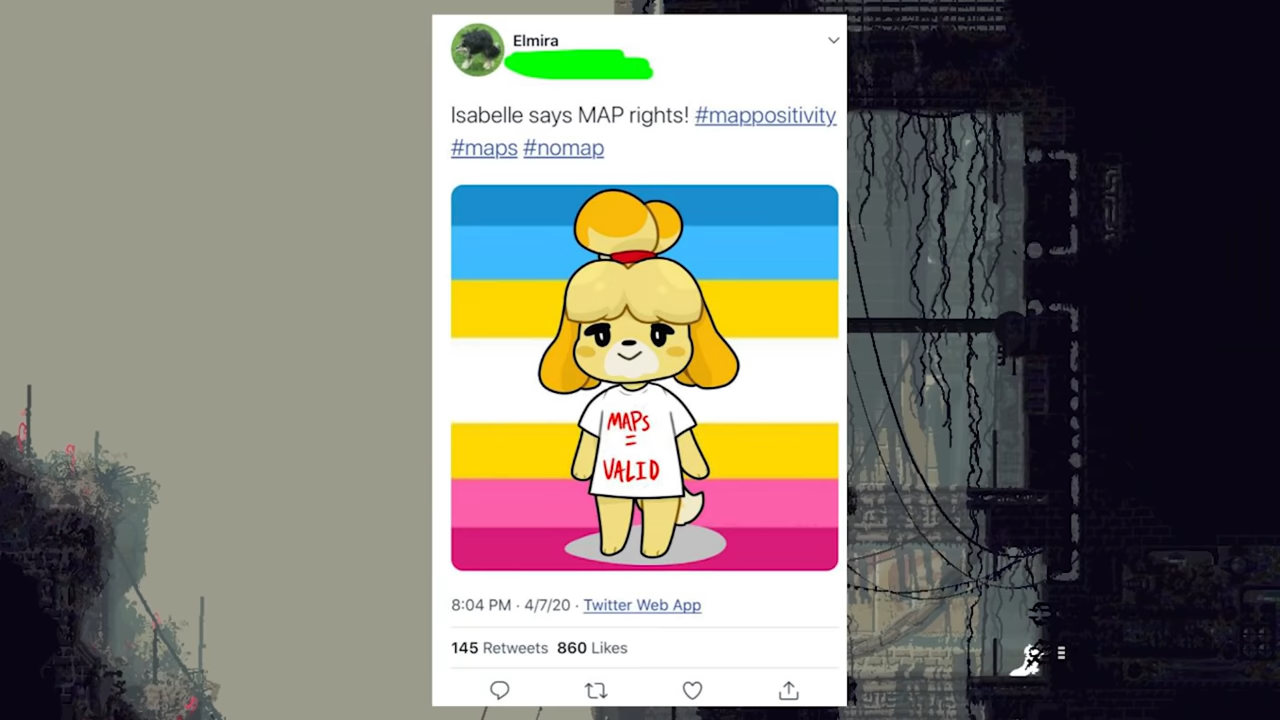 Elmira
Isabelle says MAP rights! #mappositivity
#maps #nomap
MAPs
=
VALID
8:04 PM · 4/7/20 · Twitter Web App
145 Retweets 860 Likes